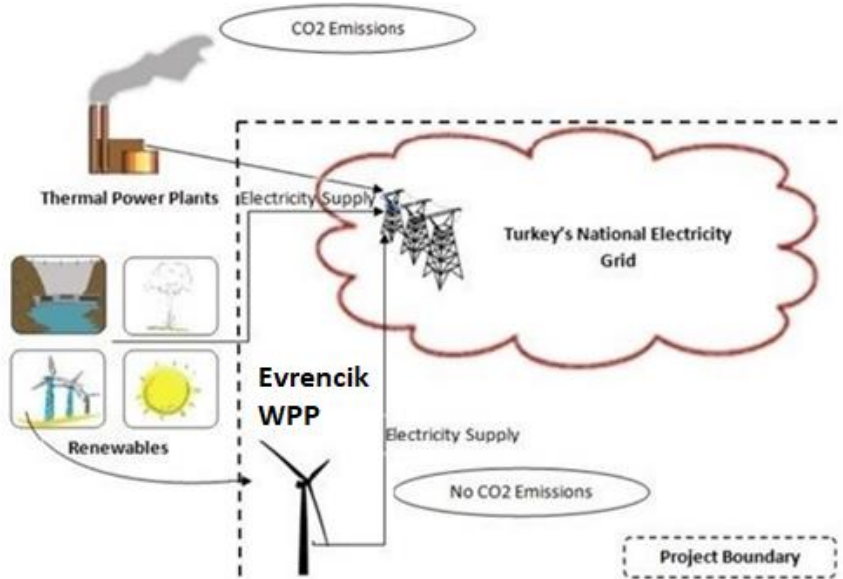 CO2 Emissions
Thermal Power Plants
Electricity Supply
Turkey's National Electricity
Grid
Evrencik
WPP
Electricity Supply
Renewables
No CO2 Emissions
Project Boundary